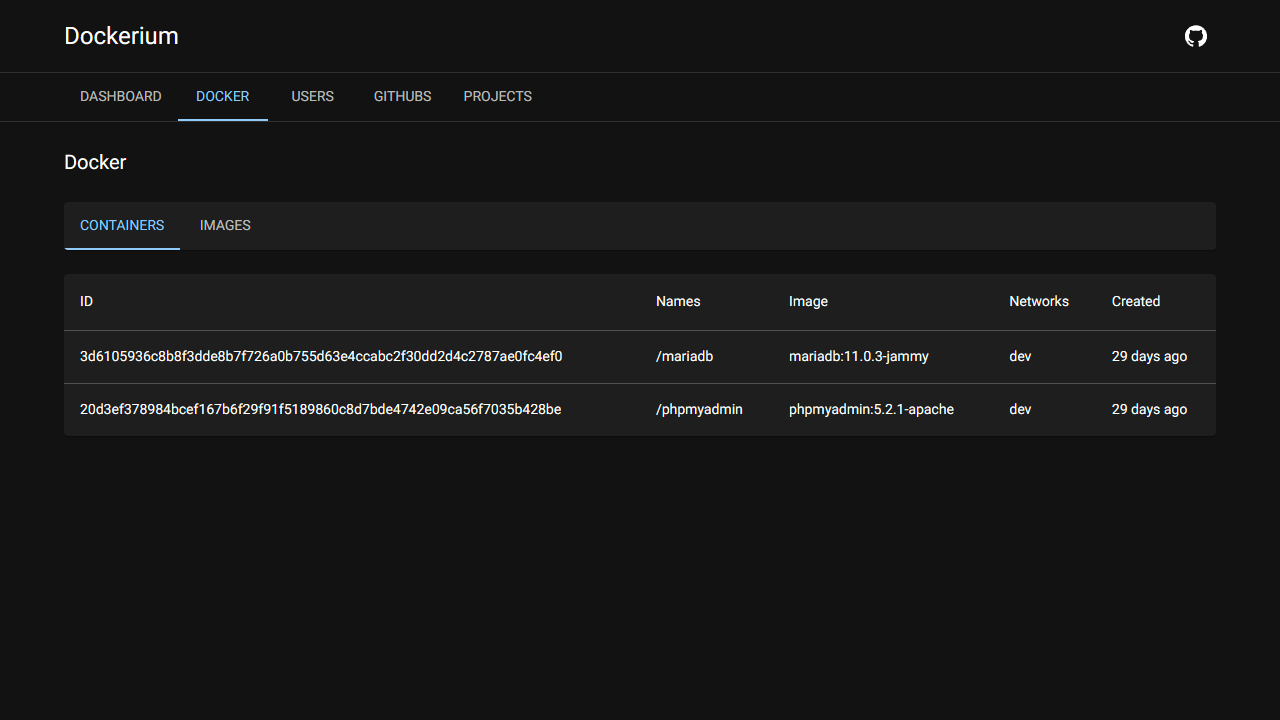 Dockerium
DASHBOARD DOCKER USERS GITHUBS PROJECTS
Docker
CONTAINERS IMAGES
ID Names Image Networks Created
3d6105936c8b8f3dde8b7f726a0b755d63e4ccabc2f30dd2d4c2787ae0fc4ef0 /mariadb mariadb:11.0.3-jammy dev 29 days ago
20d3ef378984bcef167b6f29f91f5189860c8d7bde4742e09ca56f7035b428be /phpmyadmin phpmyadmin:5.2.1-apache dev 29 days ago